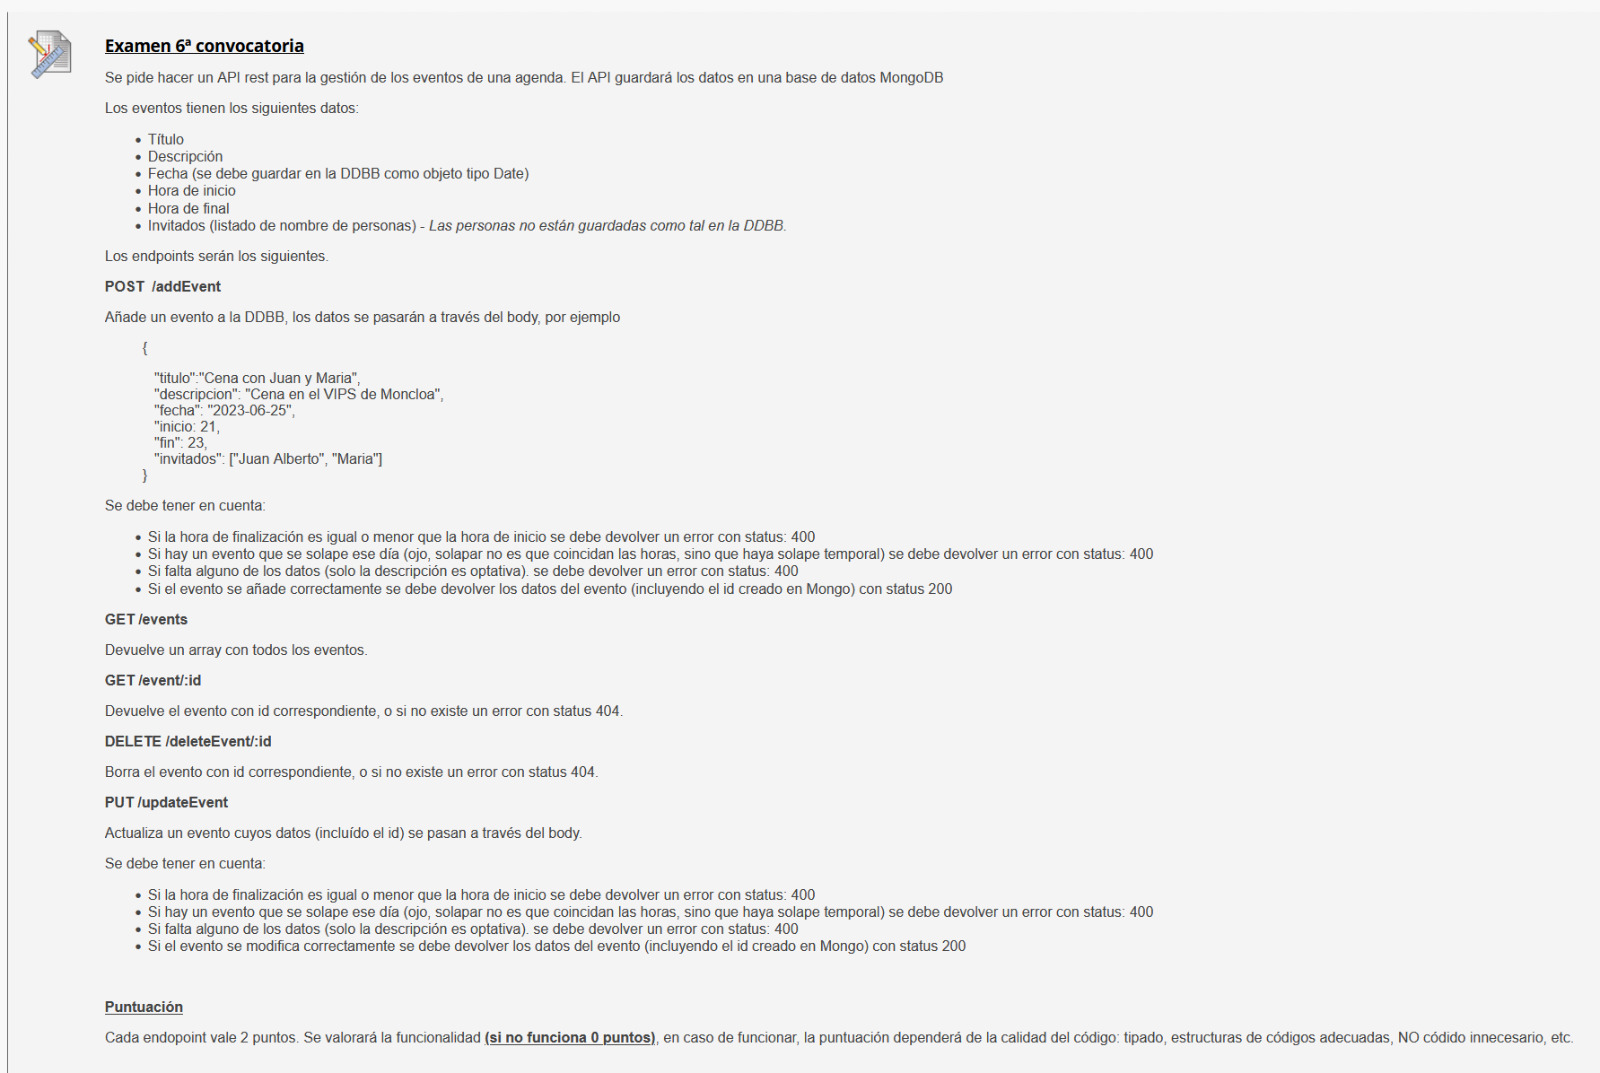 Examen 6ª convocatoria
Se pide hacer un API rest para la gestión de los eventos de una agenda. El API guardará los datos en una base de datos MongoDB
Los eventos tienen los siguientes datos:
• Título
• Descripción
• Fecha (se debe guardar en la DDBB como objeto tipo Date)
• Hora de inicio
• Hora de final
• Invitados (listado de nombre de personas) - Las personas no están guardadas como tal en la DDBB.
Los endpoints serán los siguientes.
POST /addEvent
Añade un evento a la DDBB, los datos se pasarán a través del body, por ejemplo
{
"titulo":"Cena con Juan y Maria",
"descripcion": "Cena en el VIPS de Moncloa",
"fecha": "2023-06-25",
"inicio: 21,
"fin": 23,
"invitados": ["Juan Alberto", "Maria"]
}
Se debe tener en cuenta:
• Si la hora de finalización es igual o menor que la hora de inicio se debe devolver un error con status: 400
• Si hay un evento que se solape ese día (ojo, solapar no es que coincidan las horas, sino que haya solape temporal) se debe devolver un error con status: 400
• Si falta alguno de los datos (solo la descripción es optativa). se debe devolver un error con status: 400
• Si el evento se añade correctamente se debe devolver los datos del evento (incluyendo el id creado en Mongo) con status 200
GET /events
Devuelve un array con todos los eventos.
GET /event/:id
Devuelve el evento con id correspondiente, o si no existe un error con status 404.
DELETE /deleteEvent/:id
Borra el evento con id correspondiente, o si no existe un error con status 404.
PUT /updateEvent
Actualiza un evento cuyos datos (incluído el id) se pasan a través del body.
Se debe tener en cuenta:
• Si la hora de finalización es igual o menor que la hora de inicio se debe devolver un error con status: 400
• Si hay un evento que se solape ese día (ojo, solapar no es que coincidan las horas, sino que haya solape temporal) se debe devolver un error con status: 400
• Si falta alguno de los datos (solo la descripción es optativa). se debe devolver un error con status: 400
• Si el evento se modifica correctamente se debe devolver los datos del evento (incluyendo el id creado en Mongo) con status 200
Puntuación
Cada endopoint vale 2 puntos. Se valorará la funcionalidad (si no funciona 0 puntos), en caso de funcionar, la puntuación dependerá de la calidad del código: tipado, estructuras de códigos adecuadas, NO códido innecesario, etc.